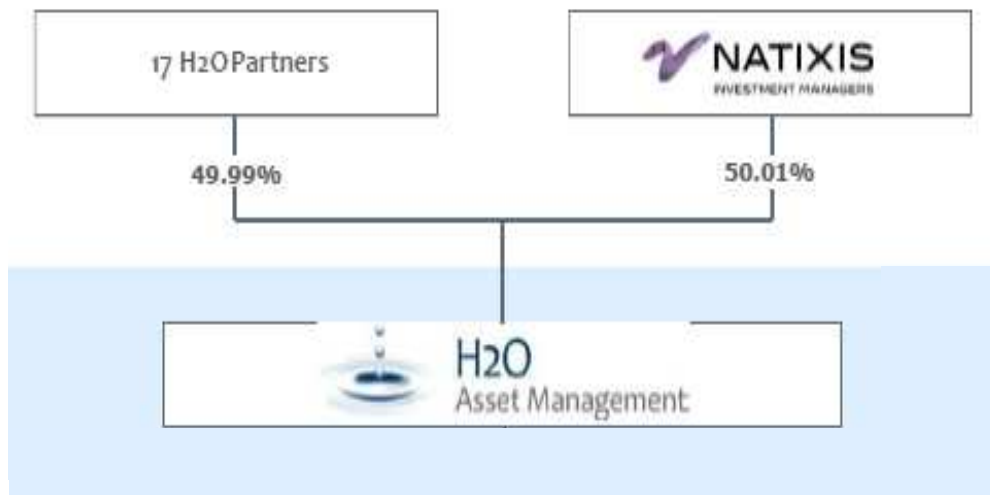 17 H2O Partners
NATIXIS
INVESTMENT MANAGERS
49.99%
50.01%
H2O
Asset Management